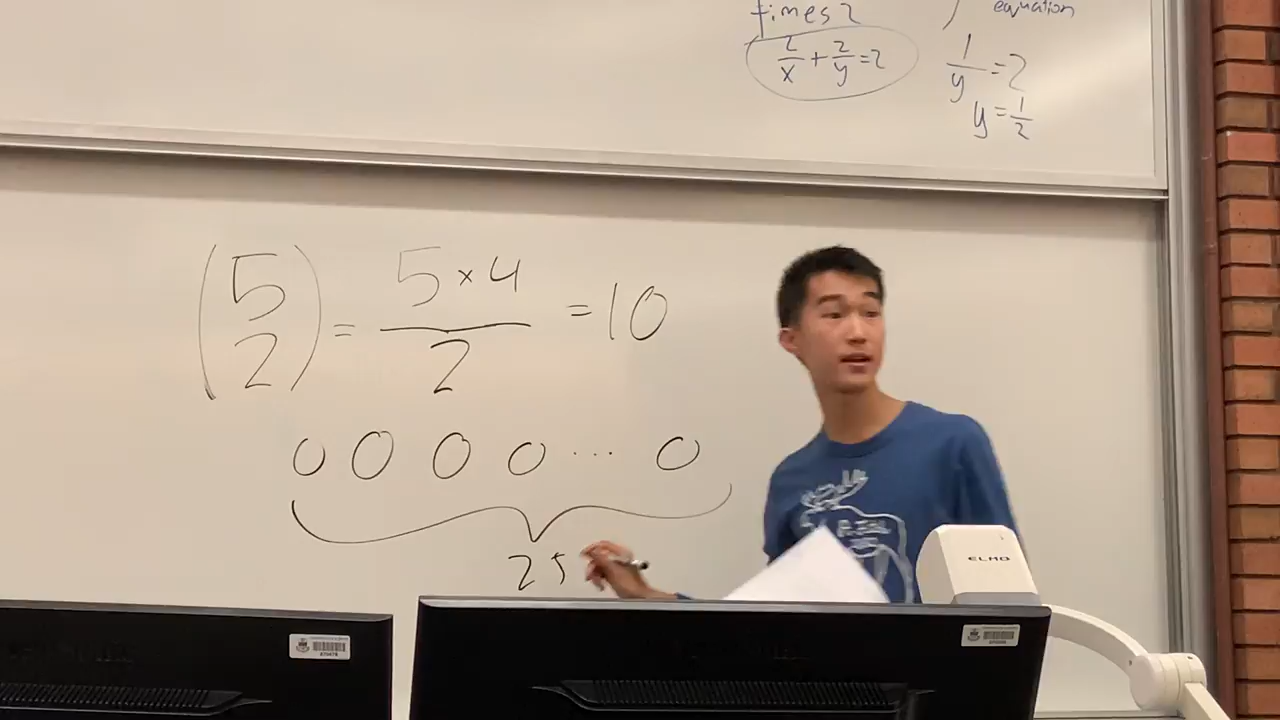 times 2
2/x + 2/y = 2
equation
1/y = 2
y = 1/2
(5 2) = 5×4/2 = 10
0 0 0 0 ... 0
25
ELMO